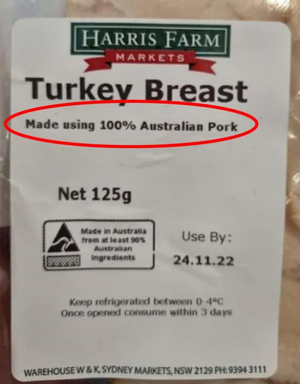 HARRIS FARM
MARKETS
Turkey Breast
Made using 100% Australian Pork
Net 125g
Made in Australia
from at least 90%
Australian
ingredients
Use By:
24.11.22
Keep refrigerated between 0-4°C
Once opened consume within 3 days
WAREHOUSE W & K, SYDNEY MARKETS, NSW 2129 PH: 9394 3111